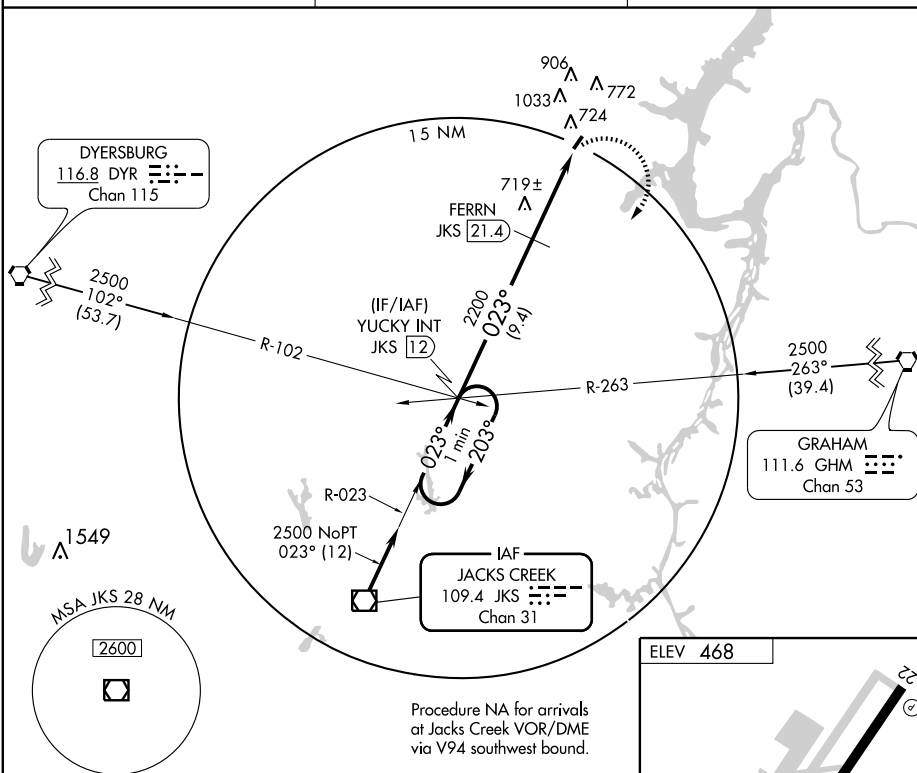 906
772
1033
724
15 NM
DYERSBURG
116.8 DYR
Chan 115
719±
FERRN
JKS 21.4
2500
102°
(53.7)
(IF/IAF)
YUCKY INT
JKS 12
2200
023°
(9.4)
R-102
2500
263°
(39.4)
R-263
GRAHAM
111.6 GHM
Chan 53
023°
1 min
203°
R-023
2500 NoPT
023° (12)
1549
IAF
JACKS CREEK
109.4 JKS
Chan 31
MSA JKS 28 NM
2600
ELEV 468
22
P
Procedure NA for arrivals
at Jacks Creek VOR/DME
via V94 southwest bound.